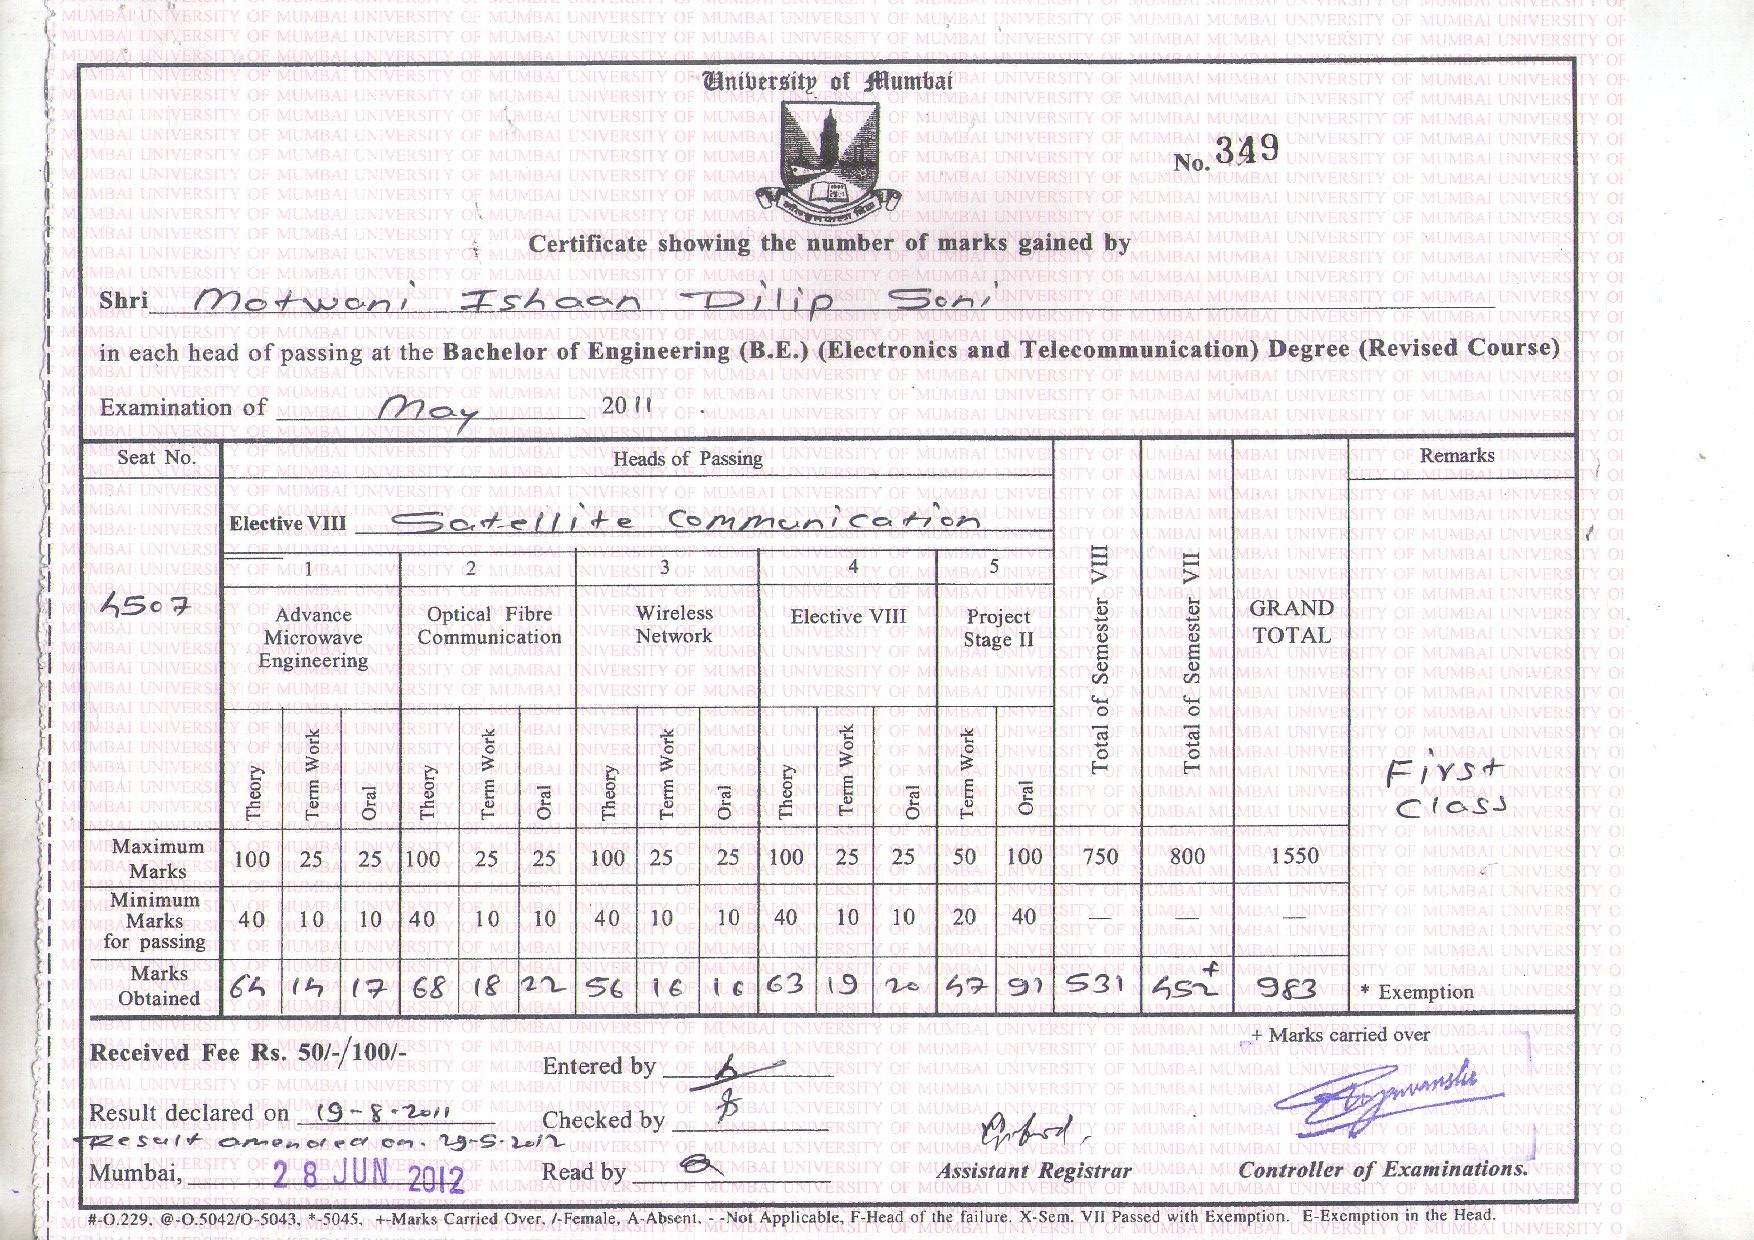 University of Mumbai
No. 349
Certificate showing the number of marks gained by
Shri Motwani Ishaan Dilip Soni
in each head of passing at the Bachelor of Engineering (B.E.) (Electronics and Telecommunication) Degree (Revised Course)
Examination of May 2011 .
Seat No. Heads of Passing Remarks
Elective VIII Satellite Communication
1 2 3 4 5
4507
Advance Microwave Engineering
Optical Fibre Communication
Wireless Network
Elective VIII
Project Stage II
Total of Semester VIII
Total of Semester VII
GRAND TOTAL
Theory Term Work Oral Theory Term Work Oral Theory Term Work Oral Theory Term Work Oral Term Work Oral
First Class
Maximum Marks 100 25 25 100 25 25 100 25 25 100 25 25 50 100 750 800 1550
Minimum Marks for passing 40 10 10 40 10 10 40 10 10 40 10 10 20 40 — — —
Marks Obtained 64 14 17 68 18 22 56 16 16 63 19 20 47 91 531 452+ 983 * Exemption
+ Marks carried over
Received Fee Rs. 50/-/100/-
Entered by
Result declared on 19-8-2011
Checked by
Result amended on. 29-5-2012
Mumbai, 28 JUN 2012
Read by
Assistant Registrar
Controller of Examinations.
#-O.229, @-O.5042/O-5043, *-5045, +-Marks Carried Over, /-Female, A-Absent, - -Not Applicable, F-Head of the failure. X-Sem. VII Passed with Exemption. E-Exemption in the Head.